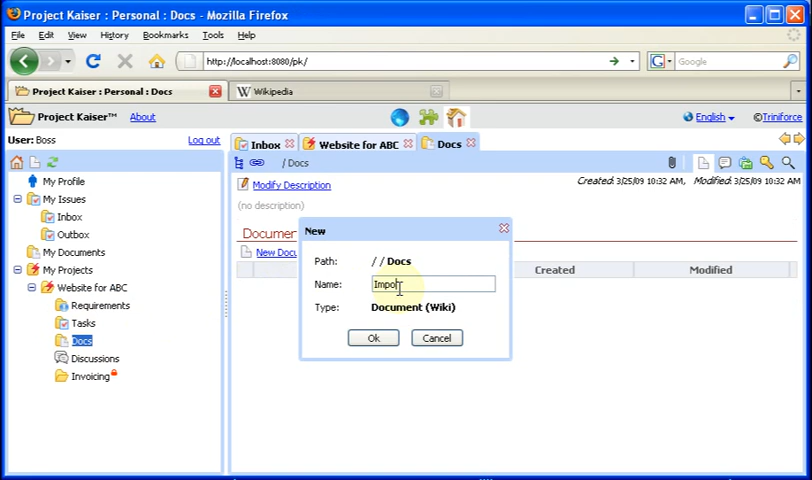 Project Kaiser : Personal : Docs - Mozilla Firefox
File Edit View History Bookmarks Tools Help
http://localhost:8080/pk/
Google
Project Kaiser : Personal : Docs
Wikipedia
Project Kaiser™ About
English
©Triniforce
User: Boss
Log out
Inbox
Website for ABC
Docs
/ Docs
Modify Description
Created: 3/25/09 10:32 AM, Modified: 3/25/09 10:32 AM
(no description)
My Profile
My Issues
Inbox
Outbox
My Documents
My Projects
Website for ABC
Requirements
Tasks
Docs
Discussions
Invoicing
Documen
New Docu
Created
Modified
New
Path: / / Docs
Name: Impo
Type: Document (Wiki)
Ok
Cancel